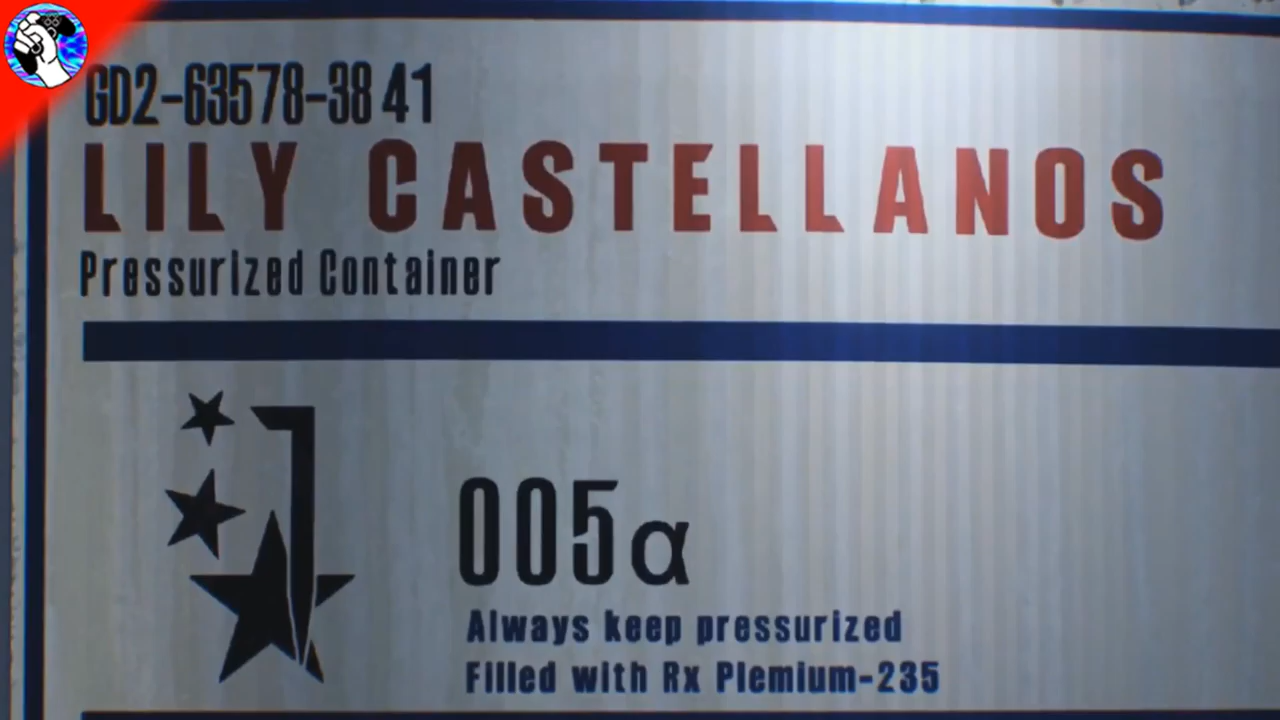 GD2-63578-38 41
LILY CASTELLANOS
Pressurized Container
005α
Always keep pressurized
Filled with Rx Plemium-235